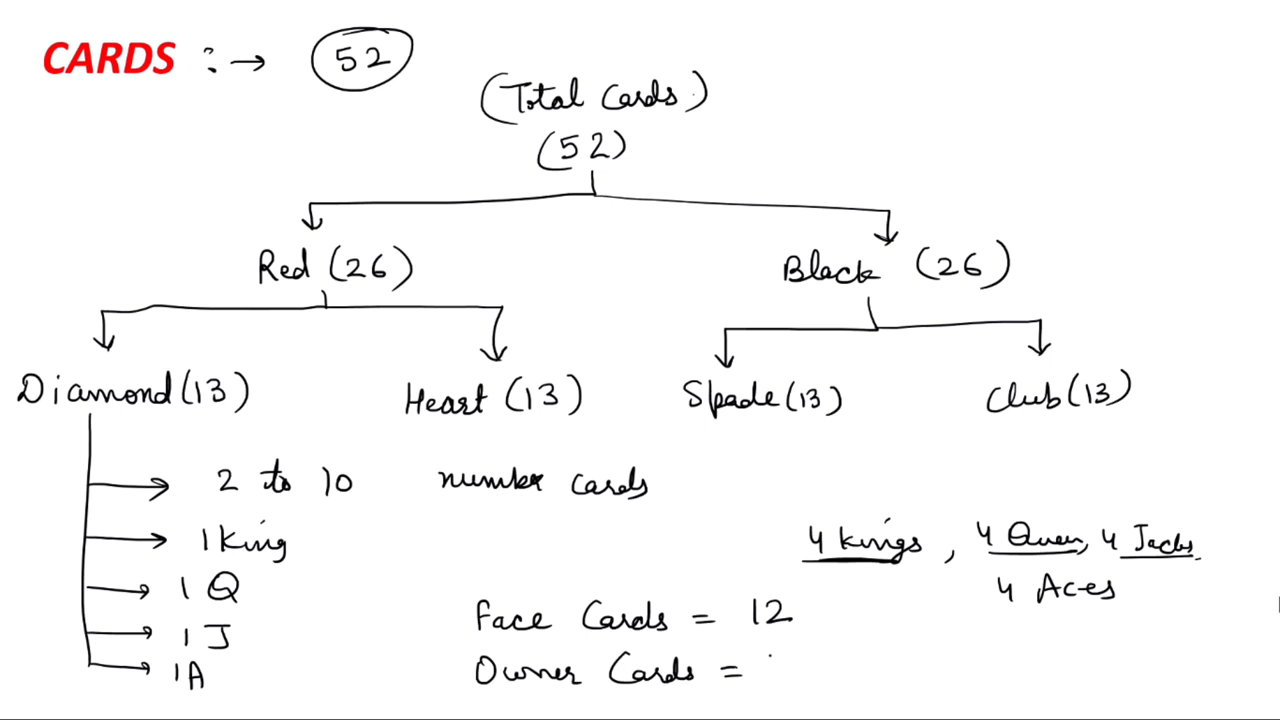 CARDS :→ 52
(Total Cards)
(52)
Red (26)
Black (26)
Diamond (13)
Heart (13)
Spade (13)
Club (13)
2 to 10 number cards
1 King
4 kings, 4 Queen, 4 Jacks
1 Q
4 Aces
Face Cards = 12
1 J
Owner Cards =
1 A